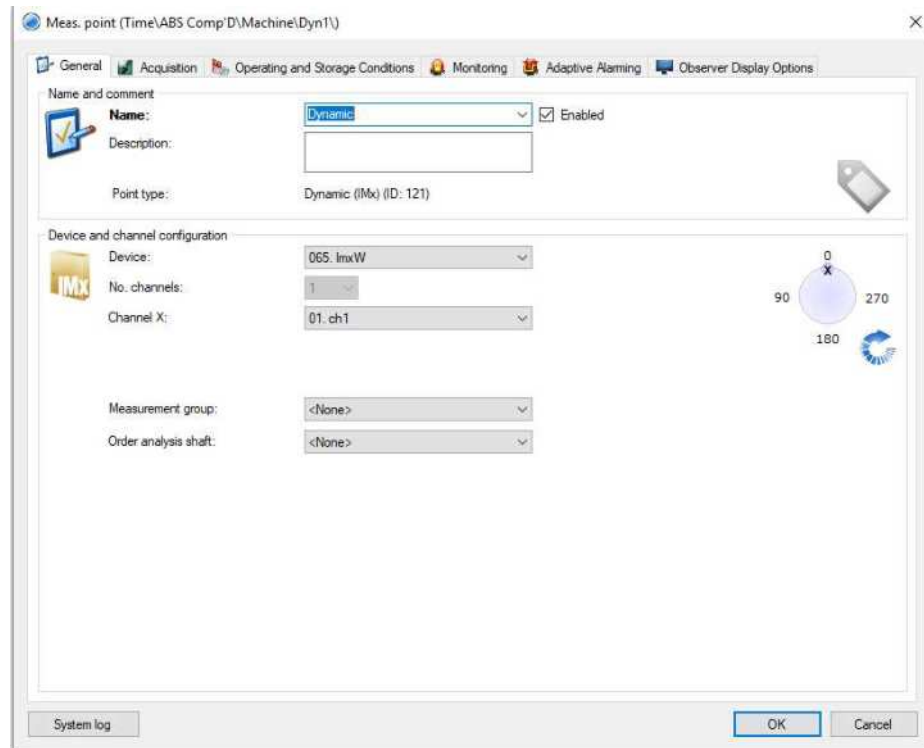 Meas. point (Time\ABS Comp'D\Machine\Dyn1\)
General Acquisition Operating and Storage Conditions Monitoring Adaptive Alarming Observer Display Options
Name and comment
Name: Dynamic Enabled
Description:
Point type: Dynamic (IMx) (ID: 121)
Device and channel configuration
IMx
Device: 065. ImxW
No. channels: 1
Channel X: 01. ch1
0
X
90 270
180
Measurement group: <None>
Order analysis shaft: <None>
System log OK Cancel